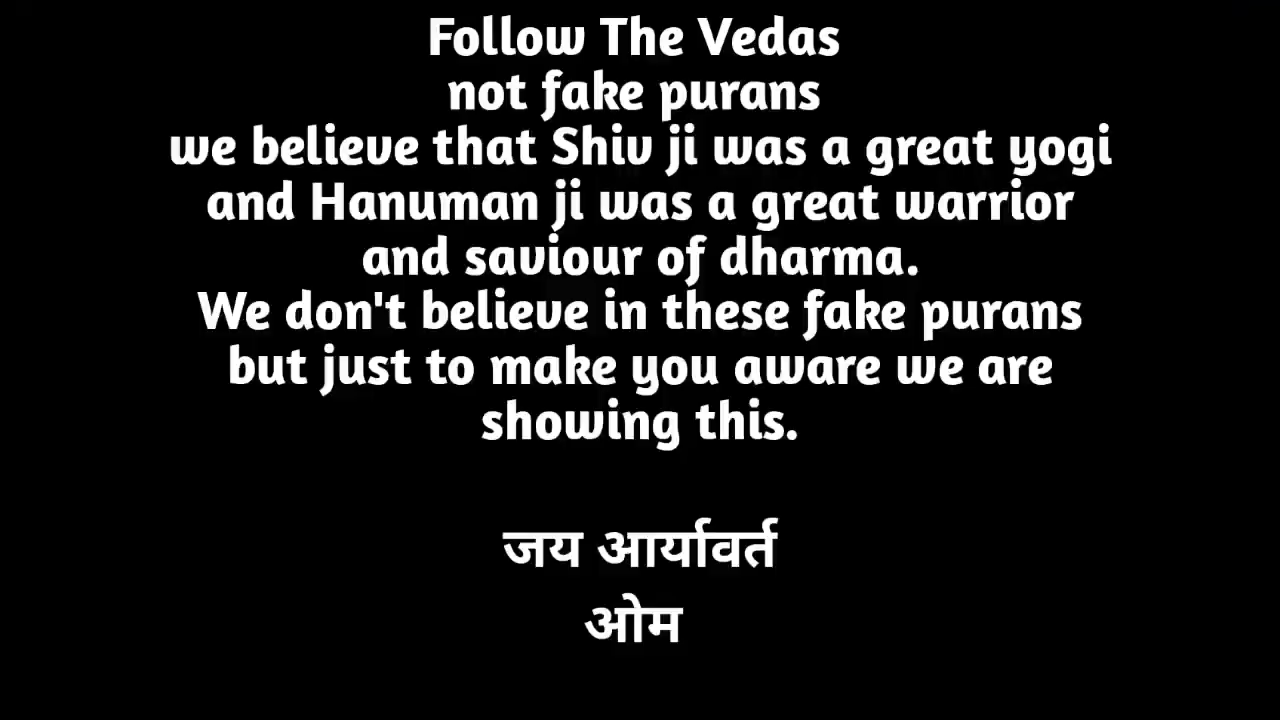 Follow The Vedas
not fake purans
we believe that Shiv ji was a great yogi
and Hanuman ji was a great warrior
and saviour of dharma.
We don't believe in these fake purans
but just to make you aware we are
showing this.
जय आर्यावर्त
ओम